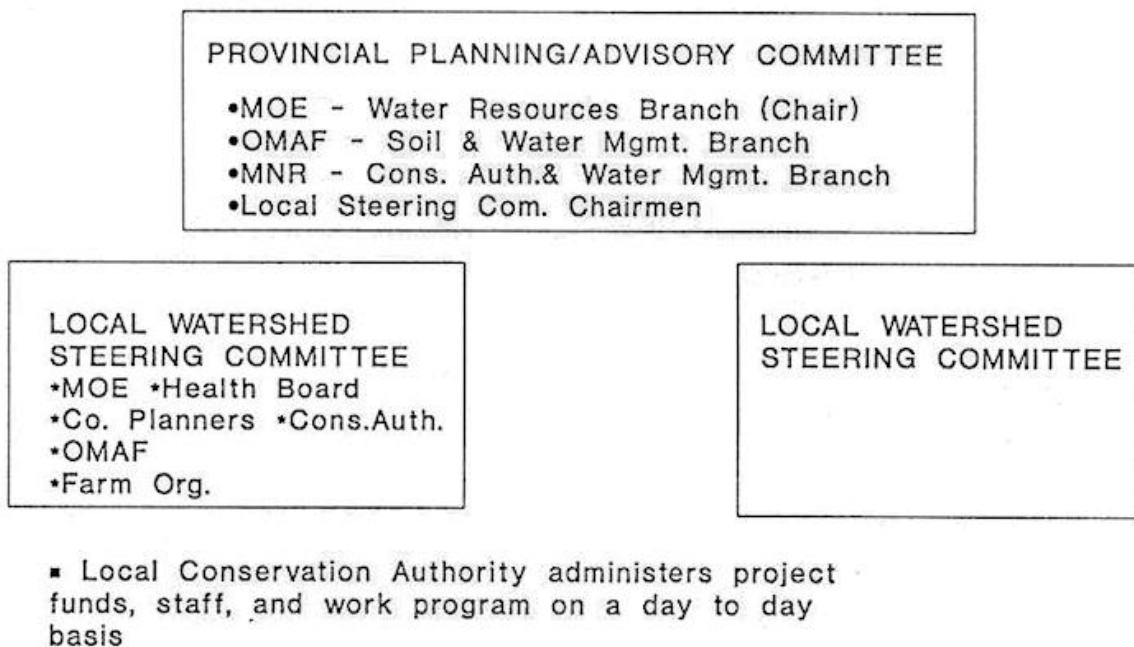 PROVINCIAL PLANNING/ADVISORY COMMITTEE
•MOE - Water Resources Branch (Chair)
•OMAF - Soil & Water Mgmt. Branch
•MNR - Cons. Auth.& Water Mgmt. Branch
•Local Steering Com. Chairmen
LOCAL WATERSHED
STEERING COMMITTEE
*MOE *Health Board
*Co. Planners *Cons.Auth.
*OMAF
*Farm Org.
LOCAL WATERSHED
STEERING COMMITTEE
▪ Local Conservation Authority administers project
funds, staff, and work program on a day to day
basis